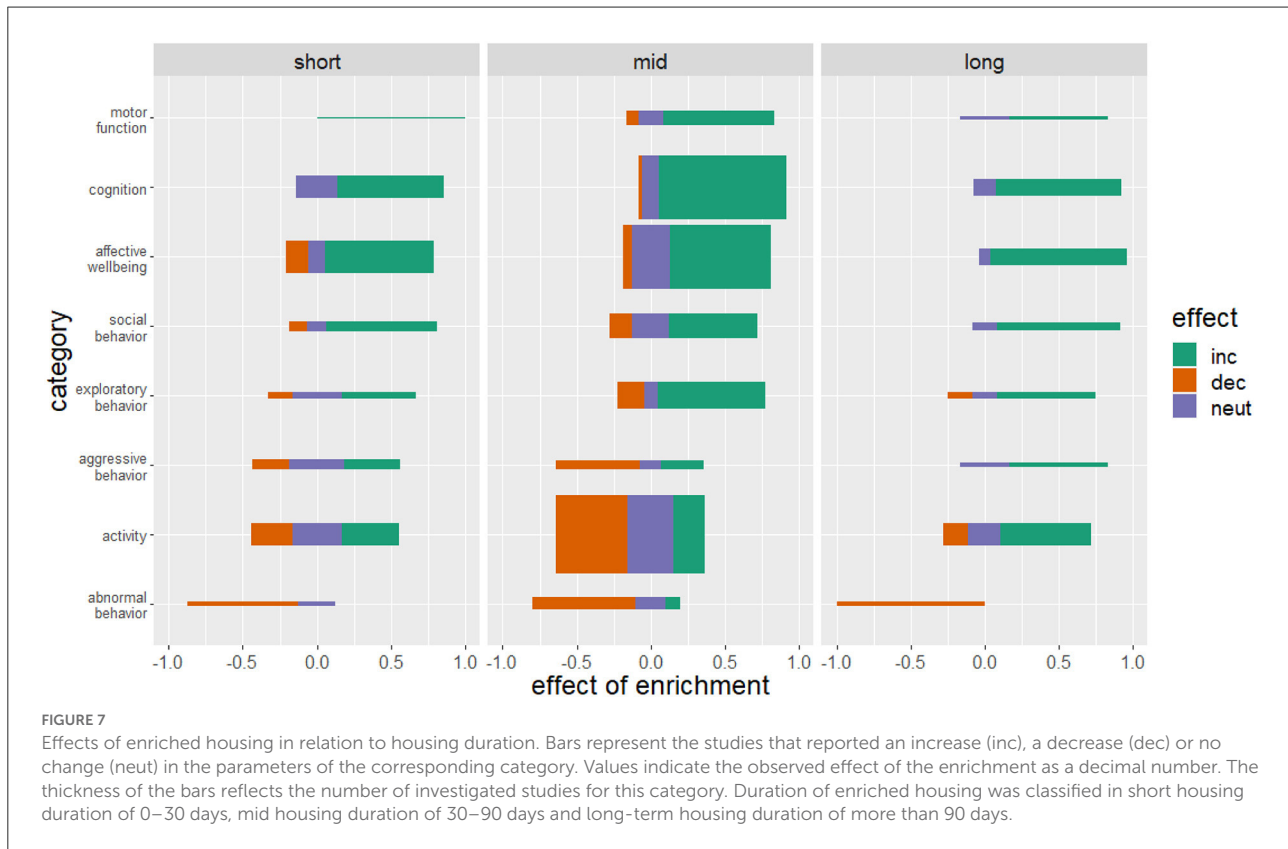 short mid long
motor
function
cognition
affective
wellbeing
social
behavior
exploratory
behavior
aggressive
behavior
activity
abnormal
behavior
category
-1.0 -0.5 0.0 0.5 1.0 -1.0 -0.5 0.0 0.5 1.0 -1.0 -0.5 0.0 0.5 1.0
effect of enrichment
effect
inc
dec
neut
FIGURE 7
Effects of enriched housing in relation to housing duration. Bars represent the studies that reported an increase (inc), a decrease (dec) or no
change (neut) in the parameters of the corresponding category. Values indicate the observed effect of the enrichment as a decimal number. The
thickness of the bars reflects the number of investigated studies for this category. Duration of enriched housing was classified in short housing
duration of 0–30 days, mid housing duration of 30–90 days and long-term housing duration of more than 90 days.